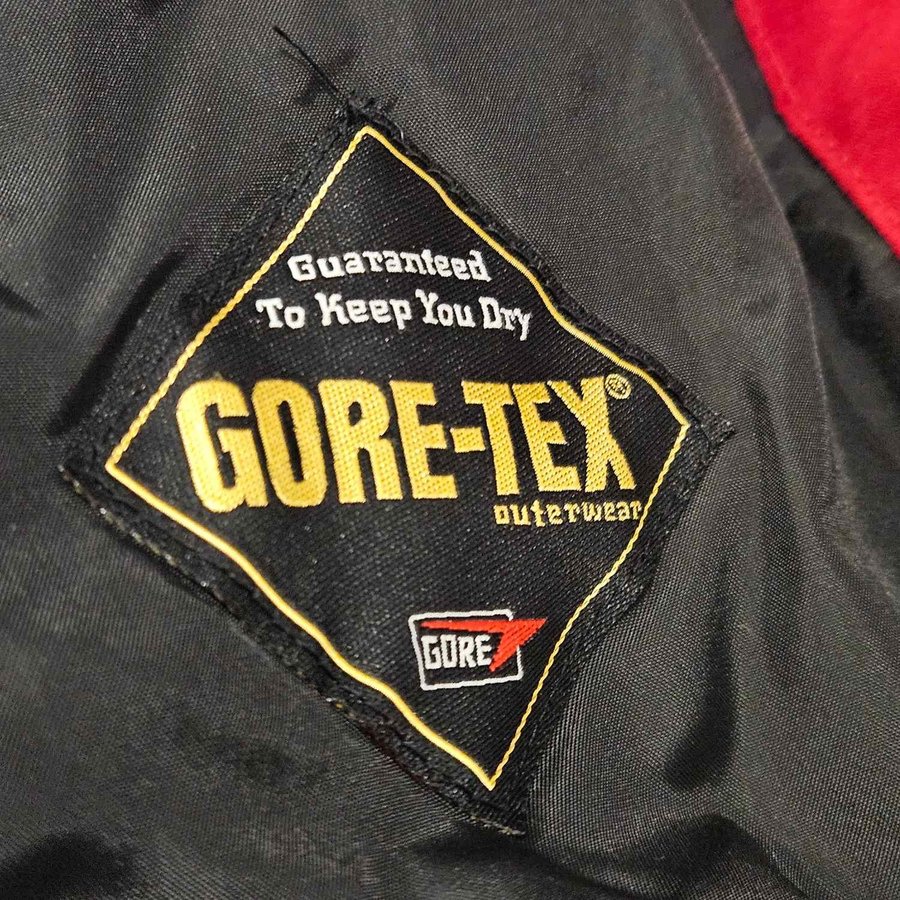 Guaranteed
To Keep You Dry
GORE-TEX®
outerwear
GORE